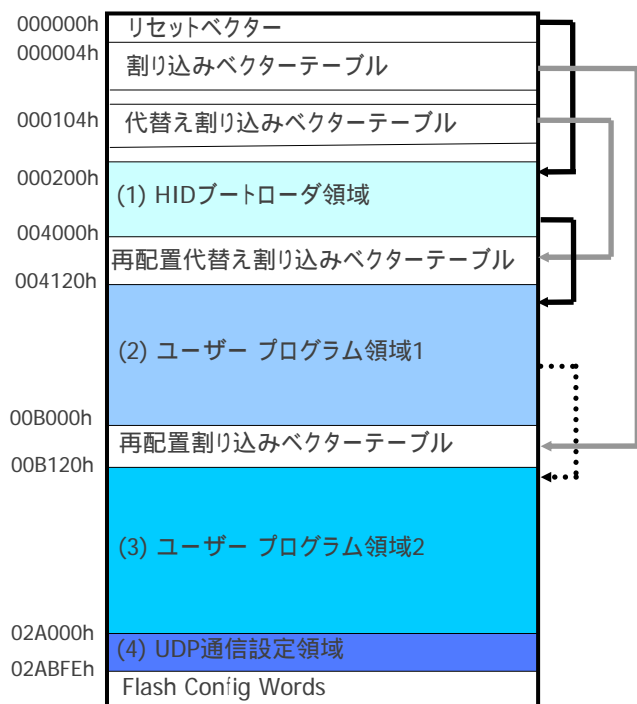 000000h
リセットベクター
000004h
割り込みベクターテーブル
000104h
代替え割り込みベクターテーブル
000200h
(1) HIDブートローダ領域
004000h
再配置代替え割り込みベクターテーブル
004120h
(2) ユーザー プログラム領域1
00B000h
再配置割り込みベクターテーブル
00B120h
(3) ユーザー プログラム領域2
02A000h
(4) UDP通信設定領域
02ABFEh
Flash Config Words